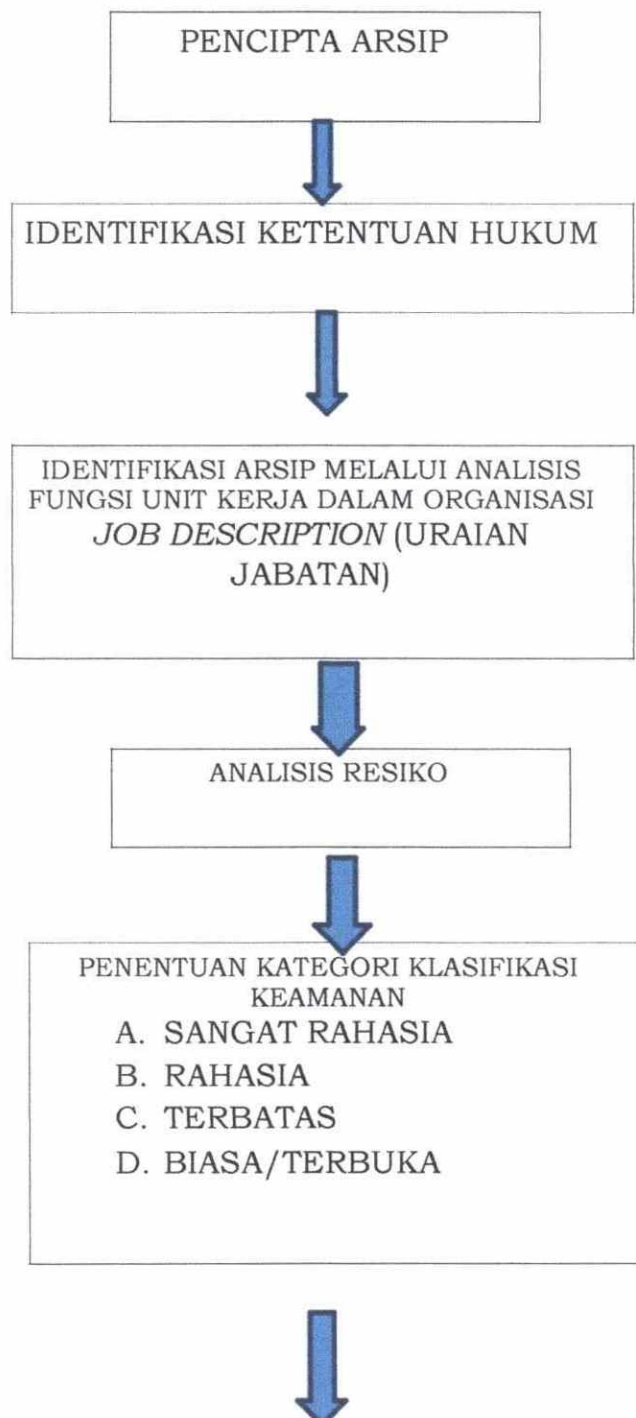 PENCIPTA ARSIP
IDENTIFIKASI KETENTUAN HUKUM
IDENTIFIKASI ARSIP MELALUI ANALISIS
FUNGSI UNIT KERJA DALAM ORGANISASI
JOB DESCRIPTION (URAIAN
JABATAN)
ANALISIS RESIKO
PENENTUAN KATEGORI KLASIFIKASI
KEAMANAN
A. SANGAT RAHASIA
B. RAHASIA
C. TERBATAS
D. BIASA/TERBUKA